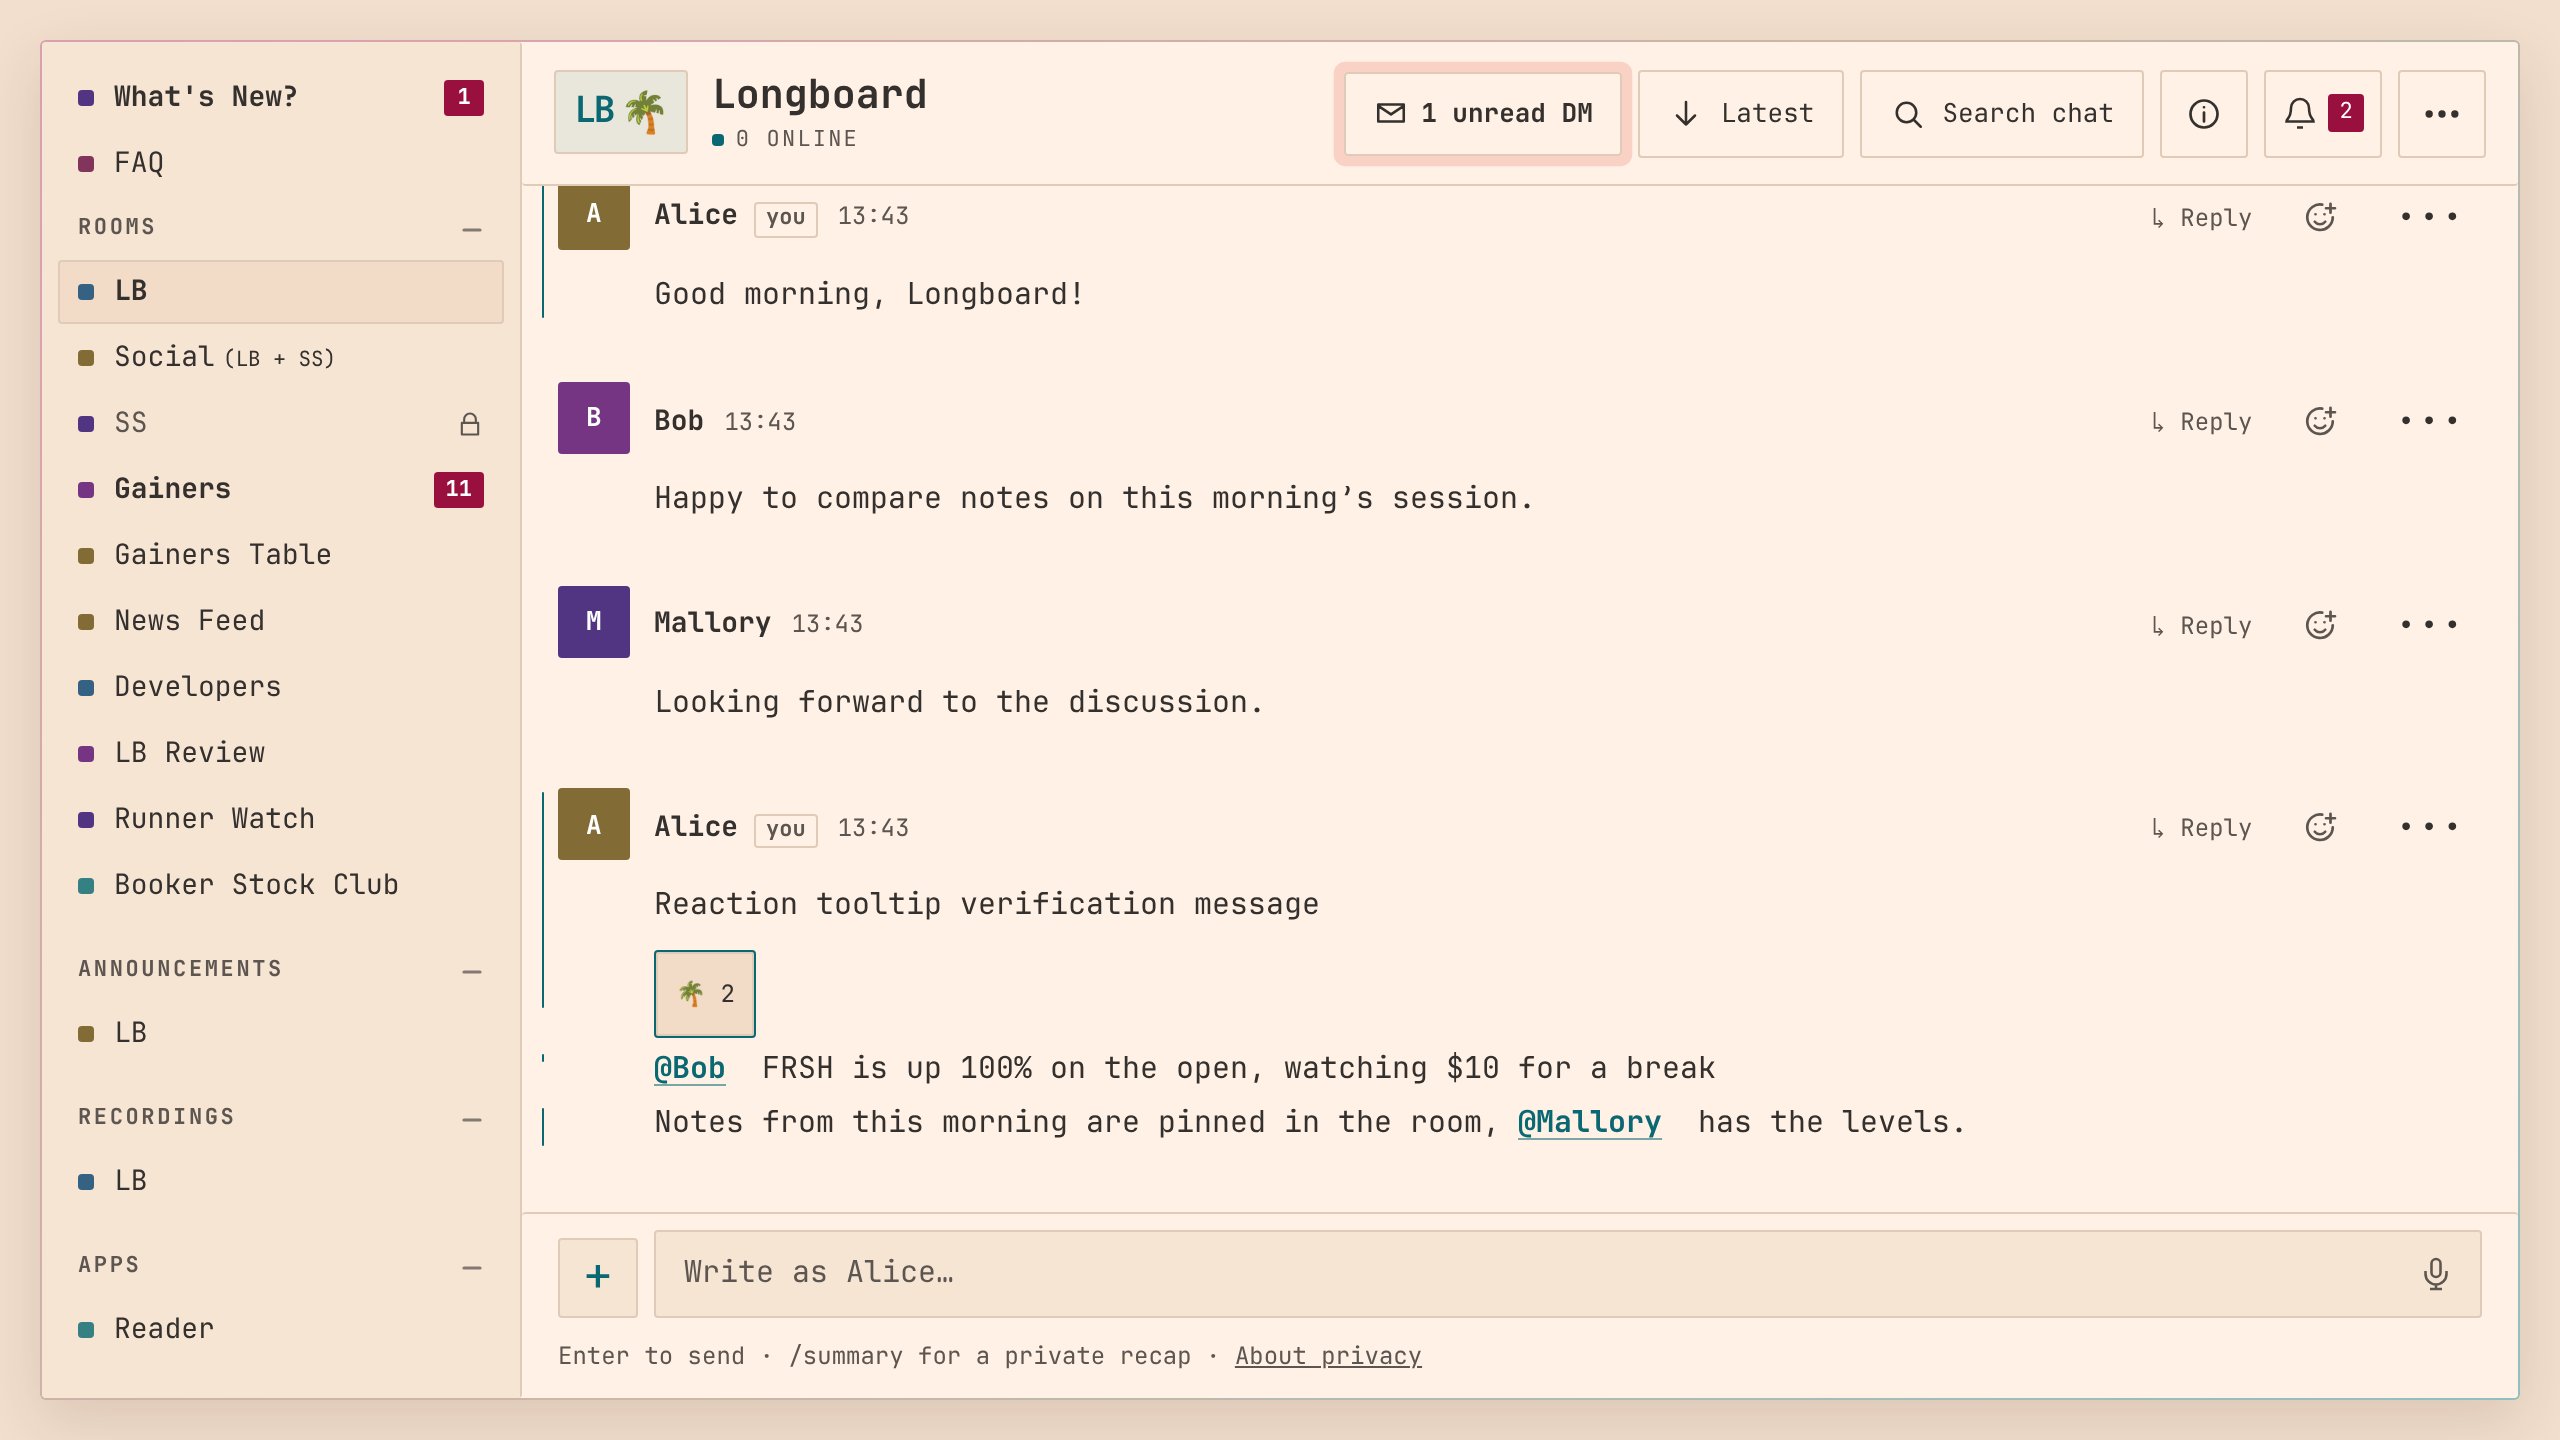 What's New? 1
FAQ
ROOMS
LB
Social (LB + SS)
SS
Gainers 11
Gainers Table
News Feed
Developers
LB Review
Runner Watch
Booker Stock Club
ANNOUNCEMENTS
LB
RECORDINGS
LB
APPS
Reader
LB🌴 Longboard
0 ONLINE
1 unread DM
Latest
Search chat
2
A Alice you 13:43 ↳ Reply
Good morning, Longboard!
B Bob 13:43 ↳ Reply
Happy to compare notes on this morning’s session.
M Mallory 13:43 ↳ Reply
Looking forward to the discussion.
A Alice you 13:43 ↳ Reply
Reaction tooltip verification message
🌴 2
@Bob FRSH is up 100% on the open, watching $10 for a break
Notes from this morning are pinned in the room, @Mallory has the levels.
+ Write as Alice…
Enter to send · /summary for a private recap · About privacy